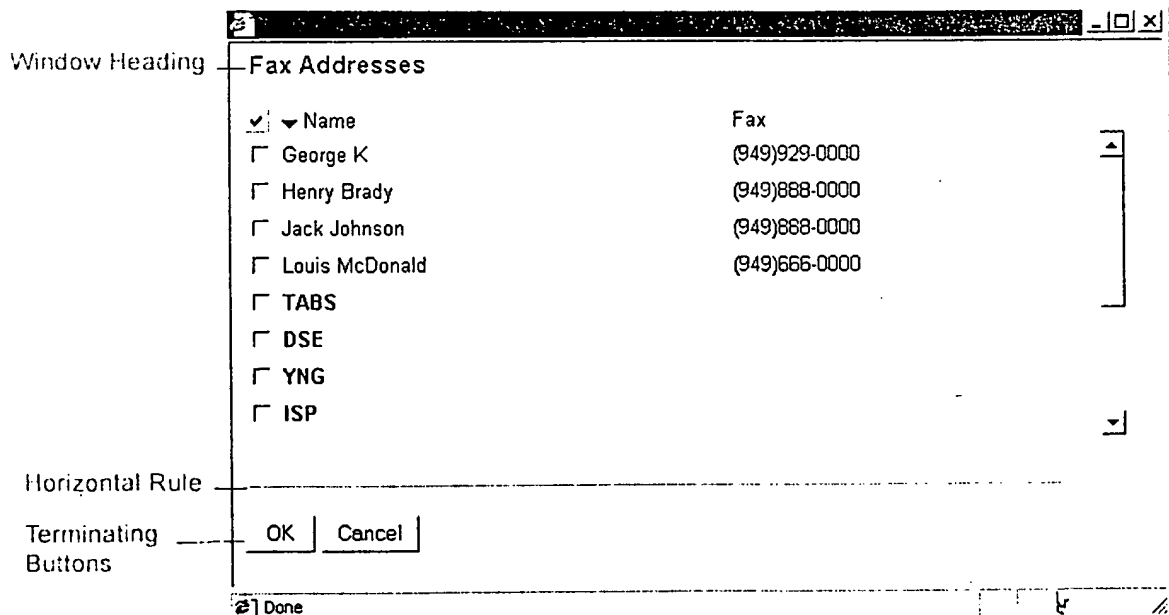 Window Heading
Fax Addresses
Name Fax
George K (949)929-0000
Henry Brady (949)888-0000
Jack Johnson (949)868-0000
Louis McDonald (949)666-0000
TABS
DSE
YNG
ISP
Horizontal Rule
Terminating
Buttons
OK Cancel
Done